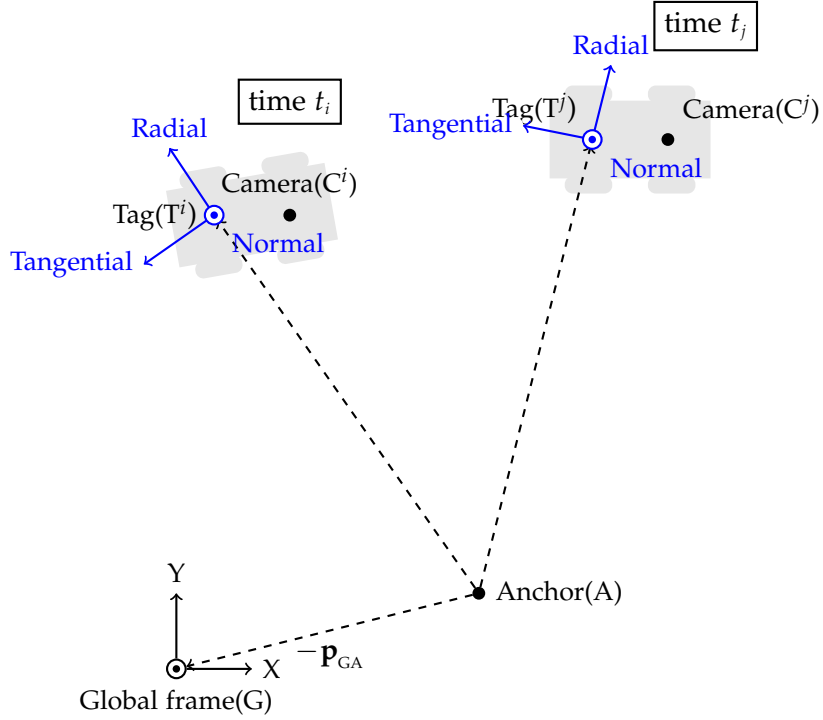 time t_j
Radial
time t_i
Tag(T^j)
Camera(C^j)
Tangential
Radial
Normal
Camera(C^i)
Tag(T^i)
Normal
Tangential
Y
Anchor(A)
−p_GA
X
Global frame(G)